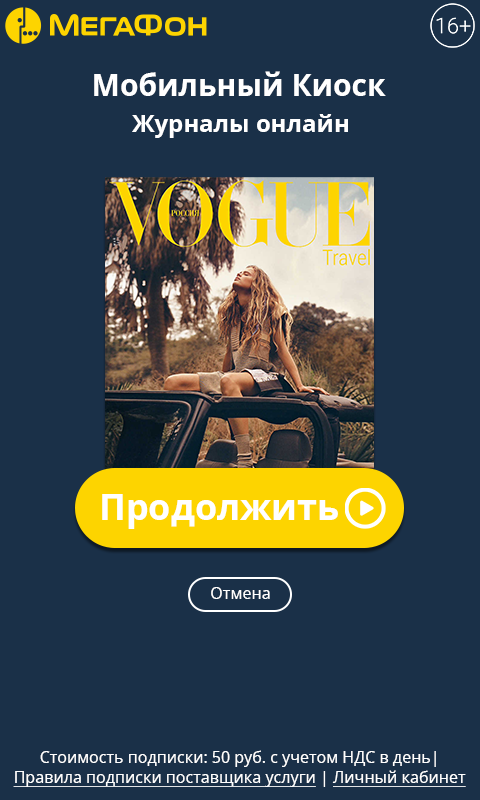 МЕГАФОН
16+
Мобильный Киоск
Журналы онлайн
VOGUE
РОССИЯ
Travel
Продолжить
Отмена
Стоимость подписки: 50 руб. с учетом НДС в день|
Правила подписки поставщика услуги | Личный кабинет